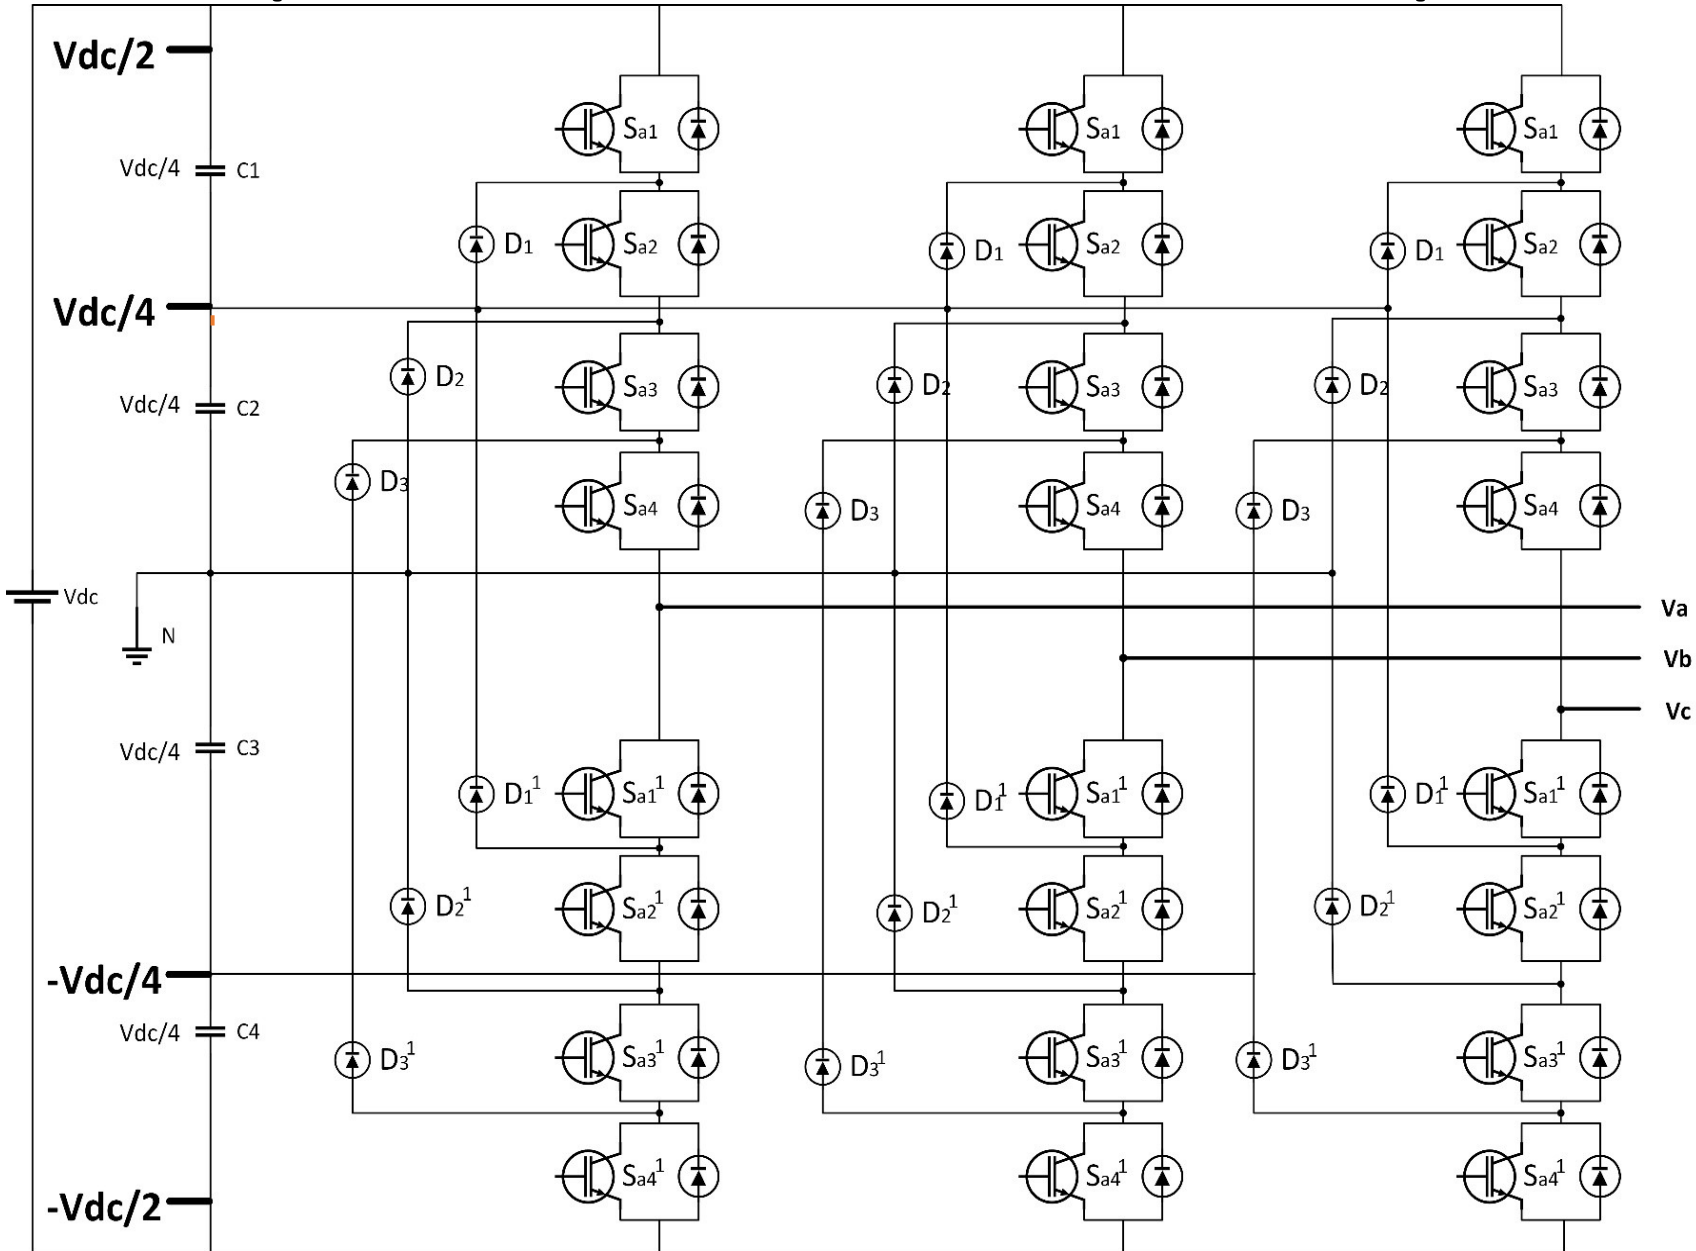 Vdc/2
Sa1 Sa1 Sa1
Vdc/4 C1
D1 Sa2 D1 Sa2 D1 Sa2
Vdc/4
D2 Sa3 D2 Sa3 D2 Sa3
Vdc/4 C2
D3 Sa4 D3 Sa4 D3 Sa4
Vdc
Va
N
Vb
Vc
Vdc/4 C3
D1¹ Sa1¹ D1¹ Sa1¹ D1¹ Sa1¹
D2¹ Sa2¹ D2¹ Sa2¹ D2¹ Sa2¹
-Vdc/4
Vdc/4 C4
D3¹ Sa3¹ D3¹ Sa3¹ D3¹ Sa3¹
Sa4¹ Sa4¹ Sa4¹
-Vdc/2